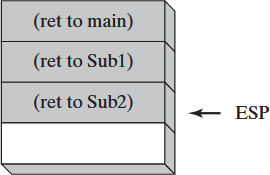 (ret to main)
(ret to Sub1)
(ret to Sub2)
ESP